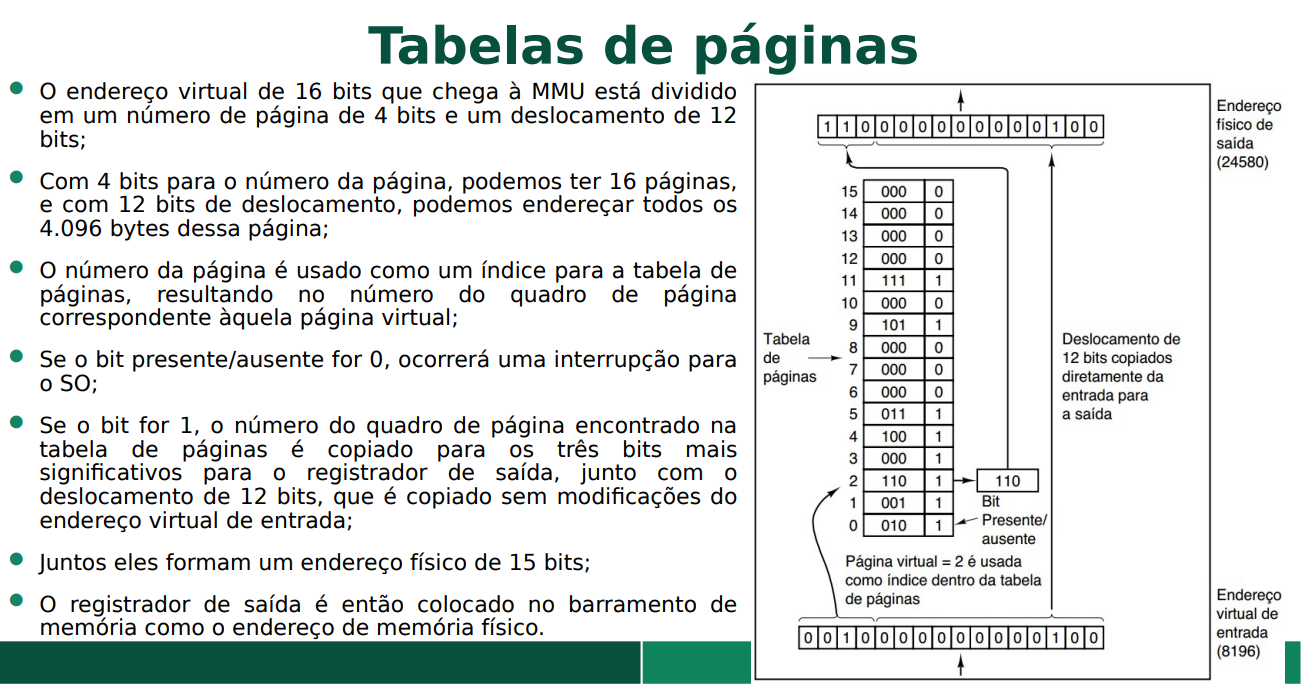 Tabelas de páginas
● O endereço virtual de 16 bits que chega à MMU está dividido
em um número de página de 4 bits e um deslocamento de 12
bits;
● Com 4 bits para o número da página, podemos ter 16 páginas,
e com 12 bits de deslocamento, podemos endereçar todos os
4.096 bytes dessa página;
● O número da página é usado como um índice para a tabela de
páginas, resultando no número do quadro de página
correspondente àquela página virtual;
● Se o bit presente/ausente for 0, ocorrerá uma interrupção para
o SO;
● Se o bit for 1, o número do quadro de página encontrado na
tabela de páginas é copiado para os três bits mais
significativos para o registrador de saída, junto com o
deslocamento de 12 bits, que é copiado sem modificações do
endereço virtual de entrada;
● Juntos eles formam um endereço físico de 15 bits;
● O registrador de saída é então colocado no barramento de
memória como o endereço de memória físico.
1 1 0 0 0 0 0 0 0 0 0 0 1 0 0
Endereço
físico de
saída
(24580)
15 000 0
14 000 0
13 000 0
12 000 0
11 111 1
10 000 0
9 101 1
8 000 0
7 000 0
6 000 0
5 011 1
4 100 1
3 000 1
2 110 1
1 001 1
0 010 1
Tabela
de
páginas
110
Bit
Presente/
ausente
Deslocamento de
12 bits copiados
diretamente da
entrada para
a saída
Página virtual = 2 é usada
como índice dentro da tabela
de páginas
0 0 1 0 0 0 0 0 0 0 0 0 0 1 0 0
Endereço
virtual de
entrada
(8196)